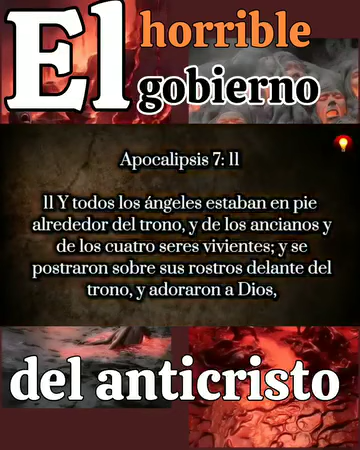 El horrible
gobierno
Apocalipsis 7: 11
11 Y todos los ángeles estaban en pie
alrededor del trono, y de los ancianos y
de los cuatro seres vivientes; y se
postraron sobre sus rostros delante del
trono, y adoraron a Dios,
del anticristo